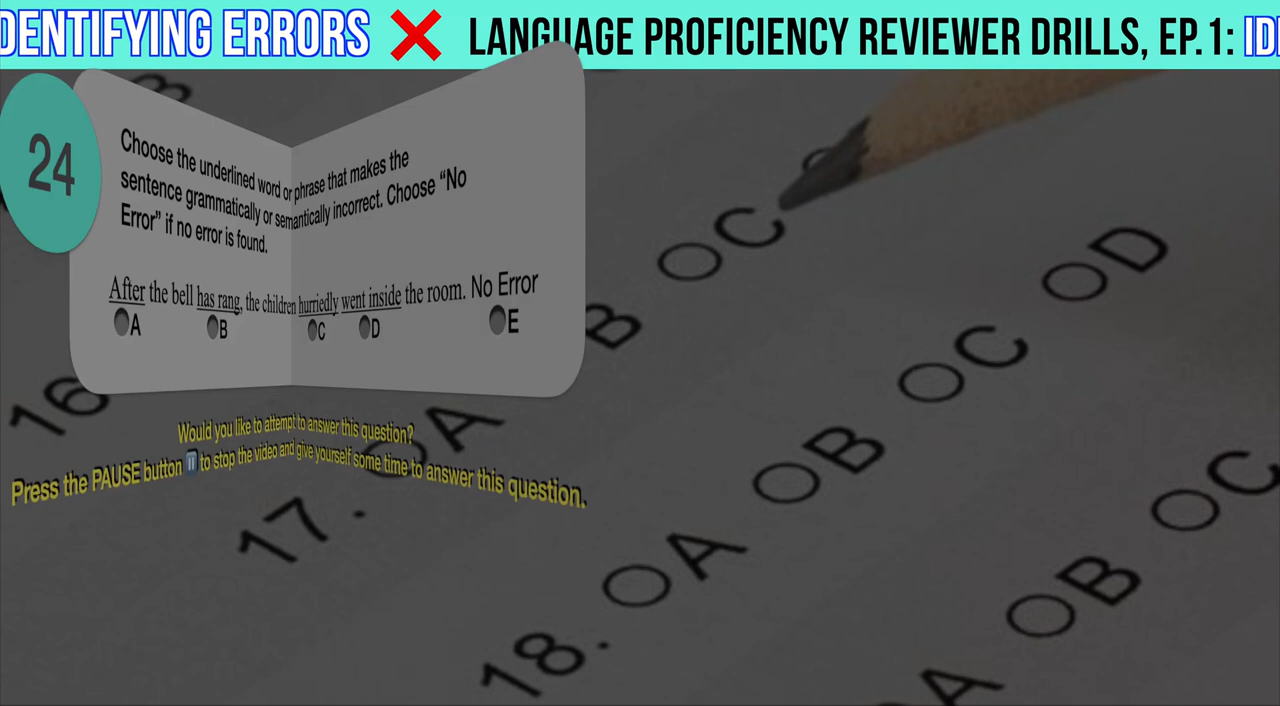 DENTIFYING ERRORS ❌ LANGUAGE PROFICIENCY REVIEWER DRILLS, EP.1: ID
24
Choose the underlined word or phrase that makes the
sentence grammatically or semantically incorrect. Choose “No
Error” if no error is found.
After the bell has rang, the children hurriedly went inside the room. No Error
A B C D E
Would you like to attempt to answer this question?
Press the PAUSE button ⏸ to stop the video and give yourself some time to answer this question.
B C D
16
17. A B C
18. A B C
A